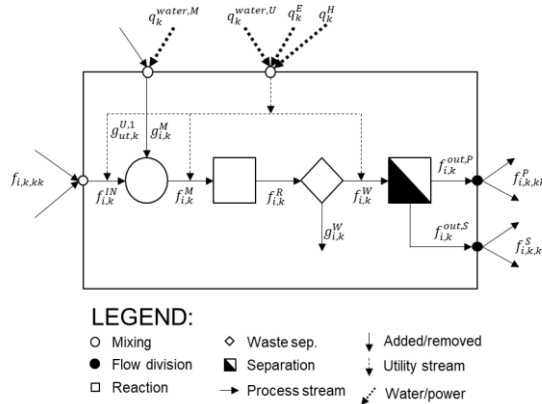 q_k^{water,M}
q_k^{water,U} q_k^E q_k^H
g_{ut,k}^{U,1} g_{i,k}^M
f_{i,k,kk} f_{i,k}^{IN} f_{i,k}^M f_{i,k}^R f_{i,k}^W f_{i,k}^{out,P} f_{i,k,kk}^P
g_{i,k}^W f_{i,k}^{out,S}
LEGEND:
Mixing Waste sep. Added/removed
Flow division Separation Utility stream
Reaction Process stream Water/power